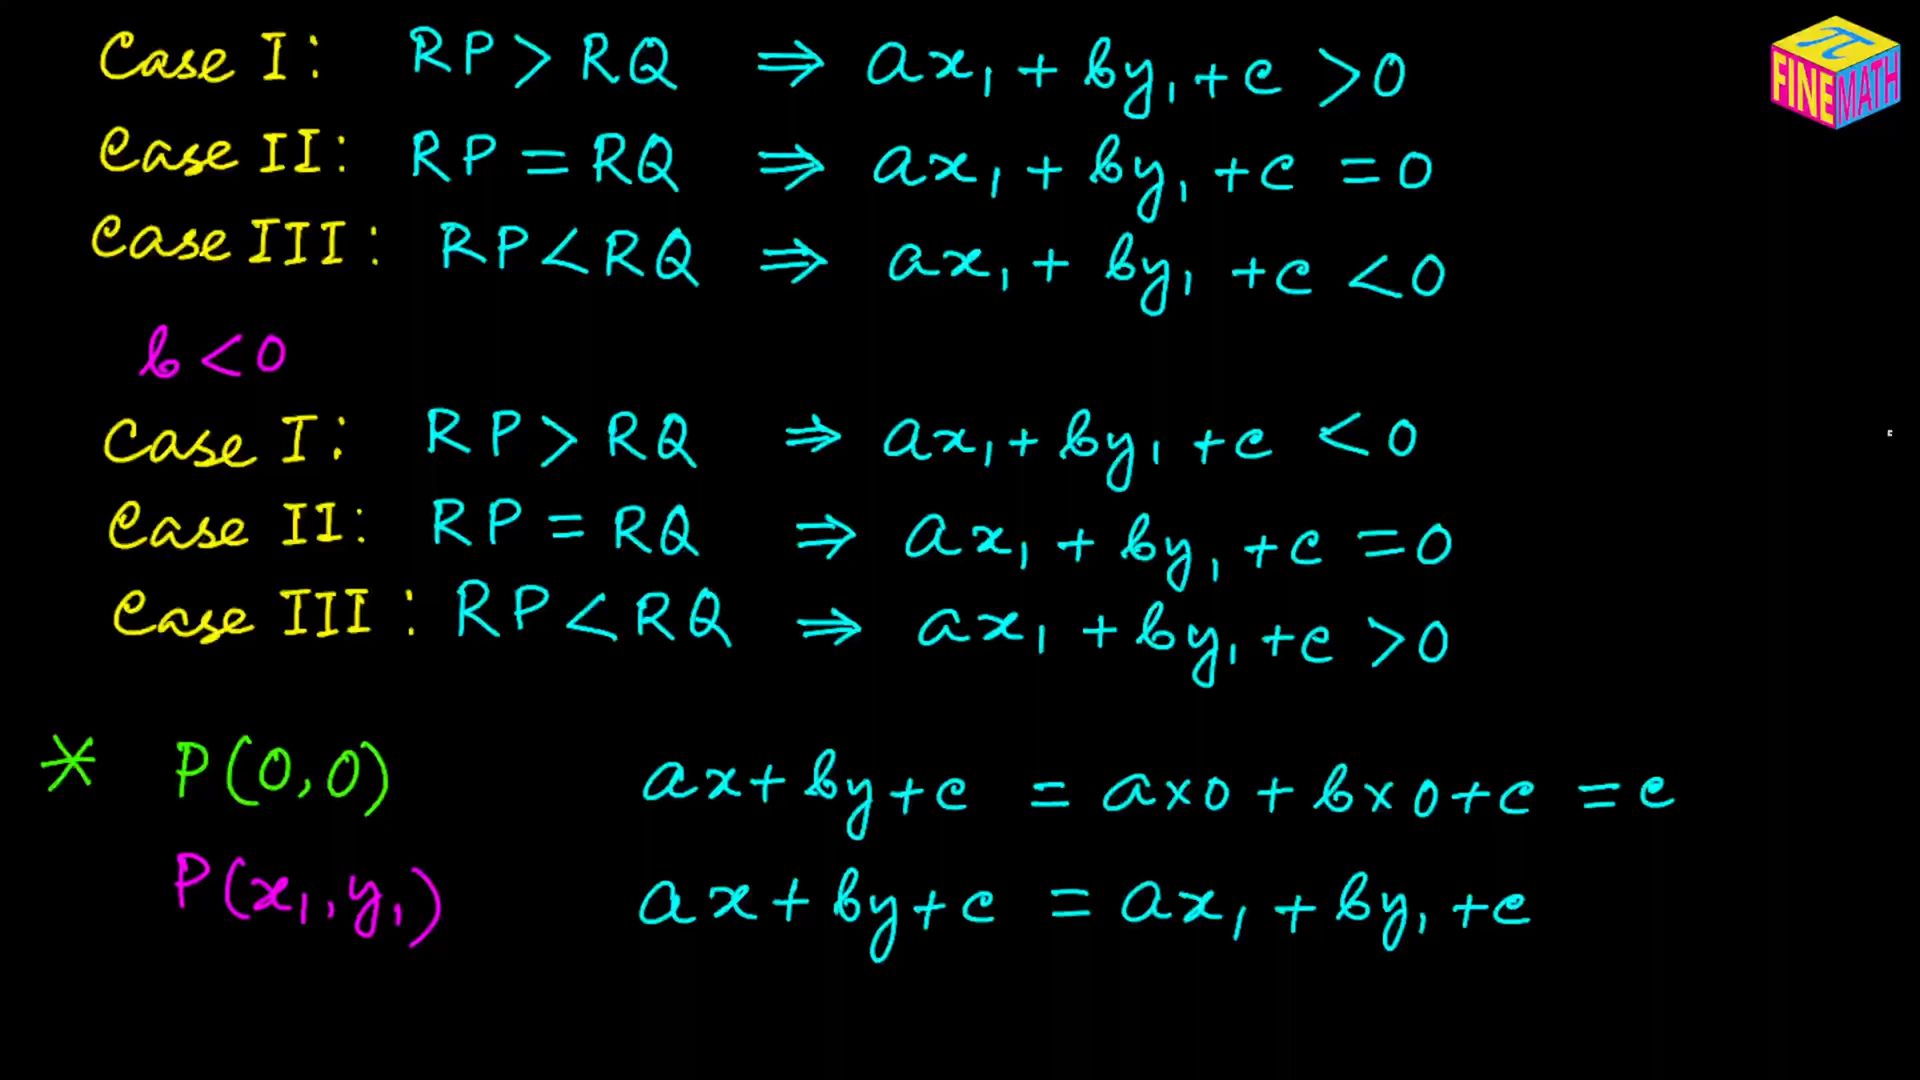 Case I: RP > RQ ⇒ ax₁ + by₁ + c > 0
Case II: RP = RQ ⇒ ax₁ + by₁ + c = 0
Case III: RP < RQ ⇒ ax₁ + by₁ + c < 0
b < 0
Case I: RP > RQ ⇒ ax₁ + by₁ + c < 0
Case II: RP = RQ ⇒ ax₁ + by₁ + c = 0
Case III: RP < RQ ⇒ ax₁ + by₁ + c > 0
* P(0,0) ax + by + c = a×0 + b×0 + c = c
P(x₁, y₁) ax + by + c = ax₁ + by₁ + c
π FINE MATH